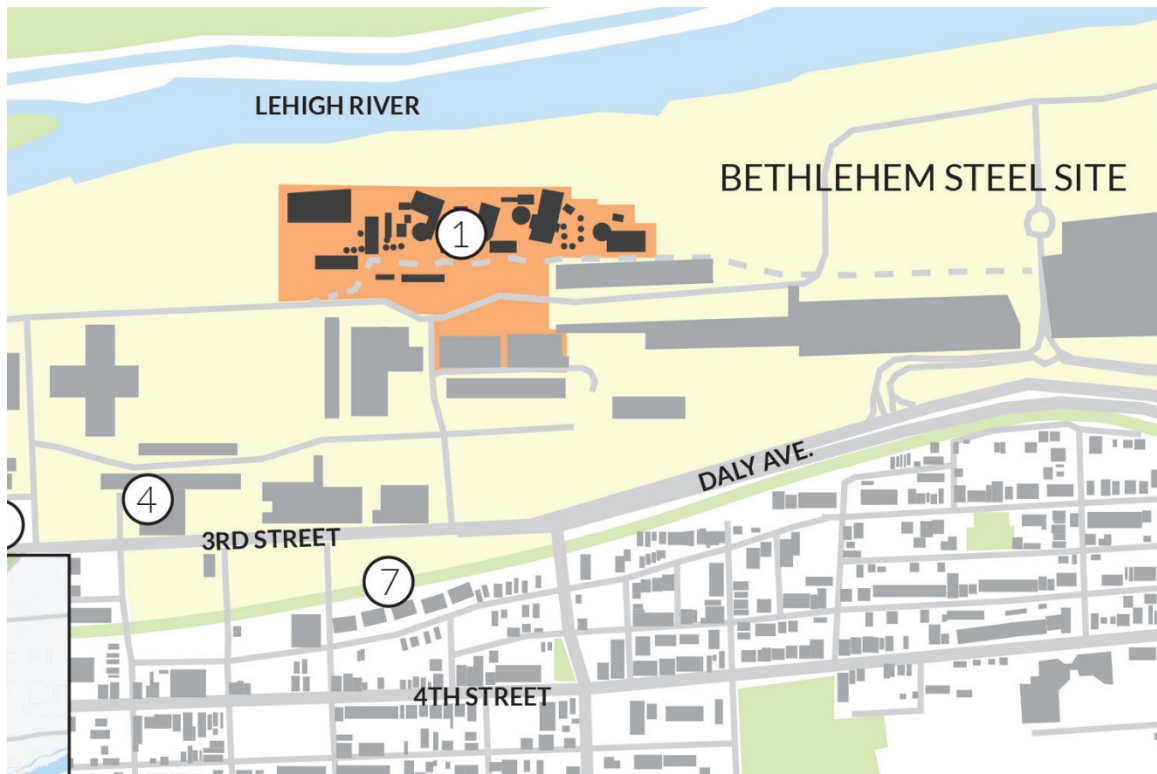 LEHIGH RIVER
BETHLEHEM STEEL SITE
1
DALY AVE.
4
3RD STREET
7
4TH STREET